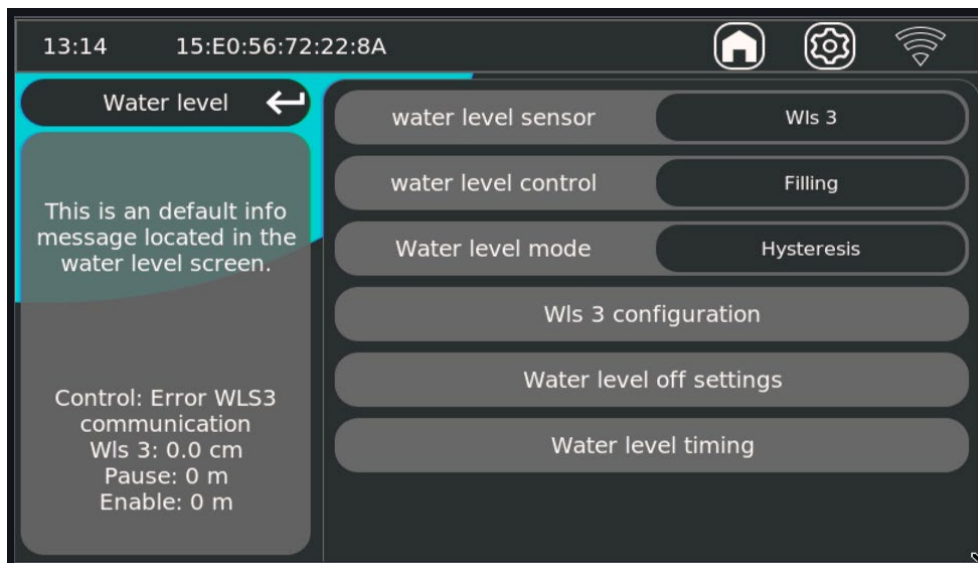 13:14 15:E0:56:72:22:8A
Water level
This is an default info
message located in the
water level screen.
Control: Error WLS3
communication
Wls 3: 0.0 cm
Pause: 0 m
Enable: 0 m
water level sensor Wls 3
water level control Filling
Water level mode Hysteresis
Wls 3 configuration
Water level off settings
Water level timing